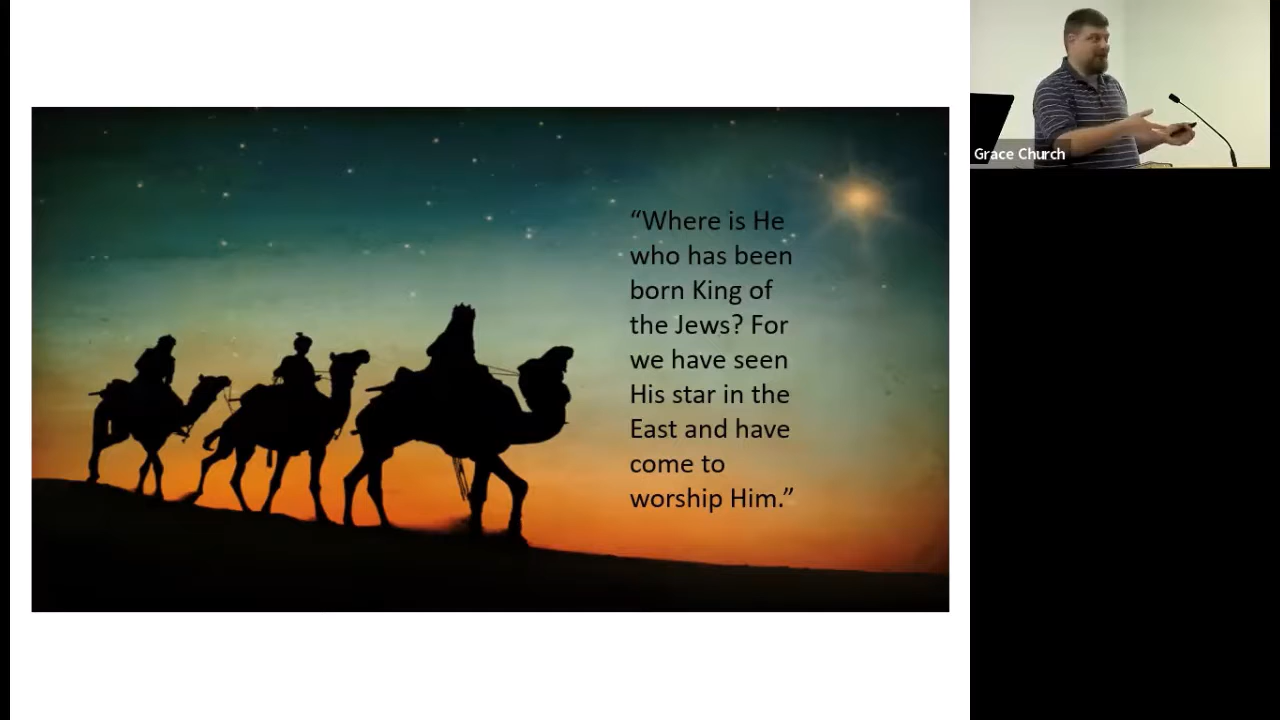 “Where is He
who has been
born King of
the Jews? For
we have seen
His star in the
East and have
come to
worship Him.”
Grace Church